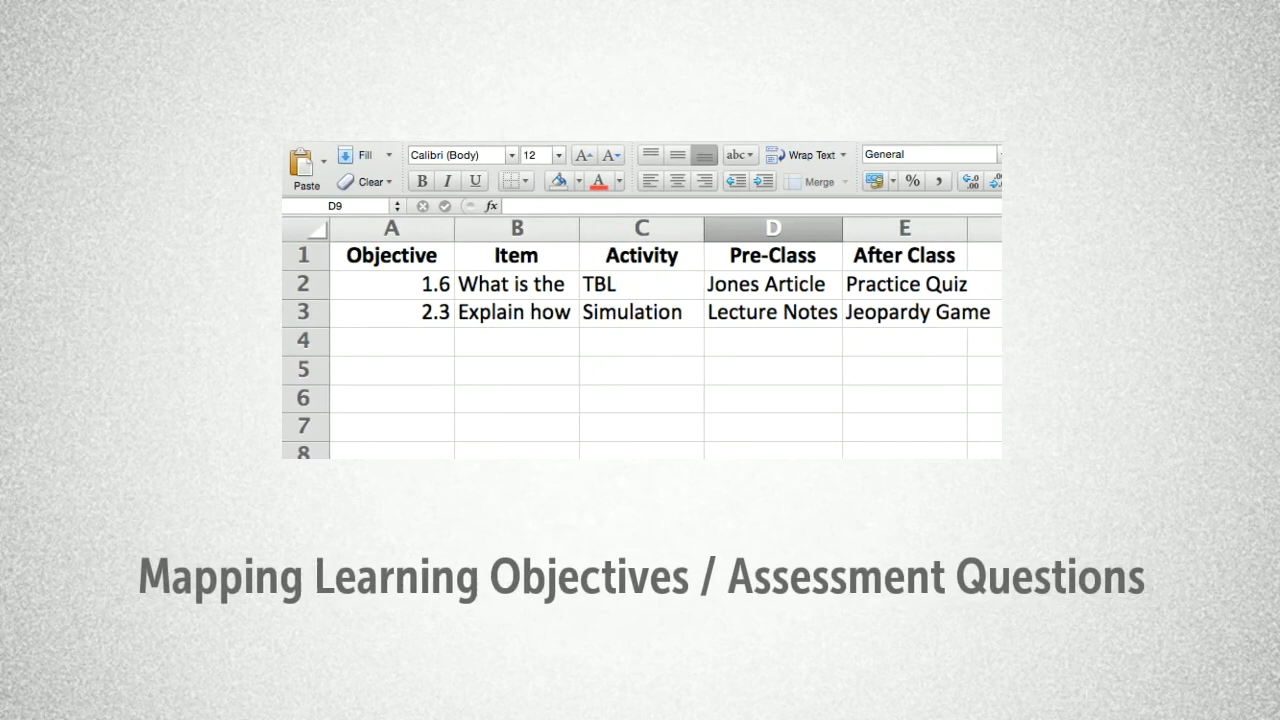 Fill Calibri (Body) 12 A A abc Wrap Text General
Paste Clear B I U A Merge % , .0 .00
D9 fx
A B C D E
1 Objective Item Activity Pre-Class After Class
2 1.6 What is the TBL Jones Article Practice Quiz
3 2.3 Explain how Simulation Lecture Notes Jeopardy Game
4
5
6
7
8
Mapping Learning Objectives / Assessment Questions